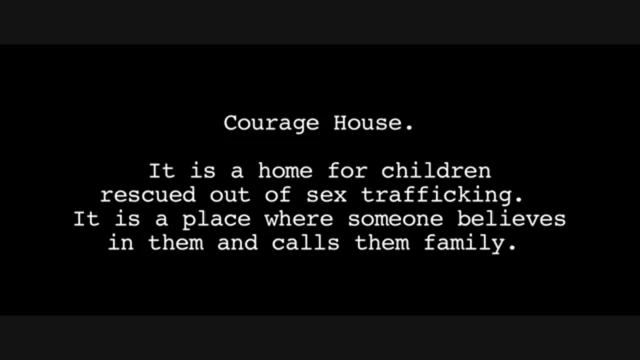 Courage House.
It is a home for children
rescued out of sex trafficking.
It is a place where someone believes
in them and calls them family.